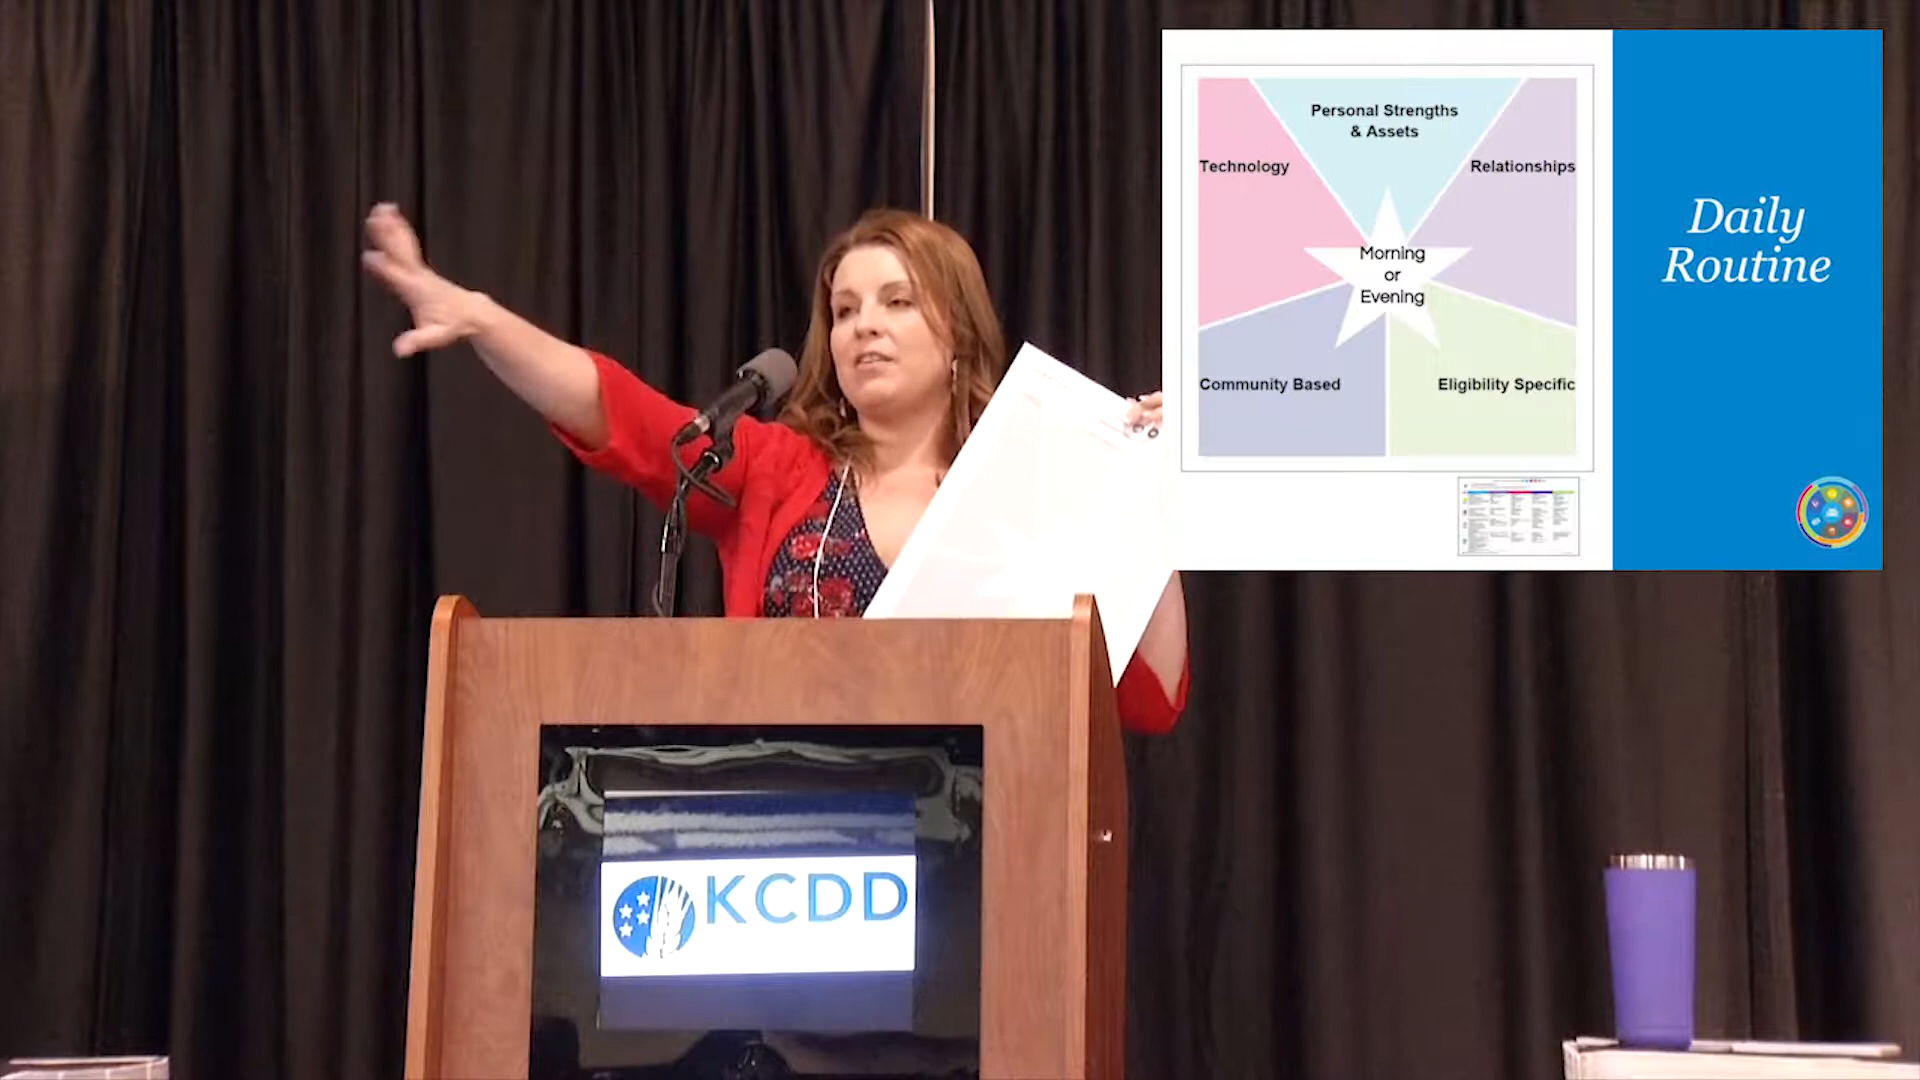 Personal Strengths
& Assets
Technology
Relationships
Morning
or
Evening
Community Based
Eligibility Specific
Daily
Routine
KCDD